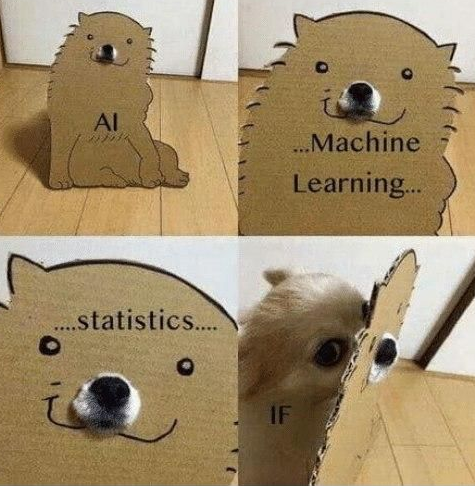 AI
...Machine
Learning...
....statistics....
IF